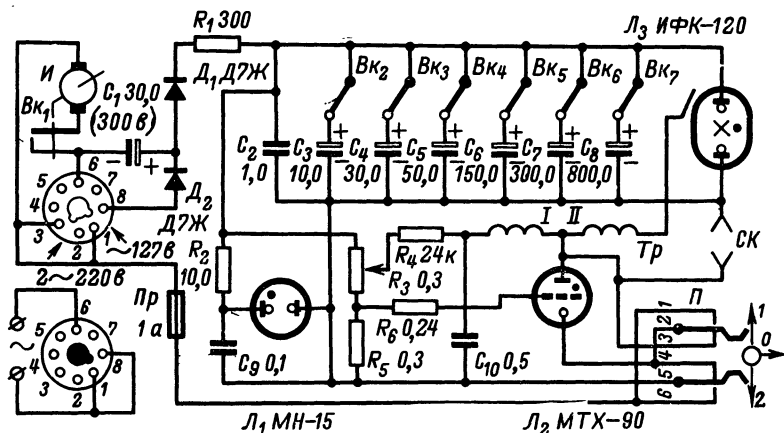 R₁ 300
Л₃ ИФК-120
И
Вк₁
С₁ 30,0
(300 в)
Д₁ Д7Ж
Вк₂
Вк₃
Вк₄
Вк₅
Вк₆
Вк₇
- +
Д₂
Д7Ж
С₂
1,0
С₃
10,0
С₄
30,0
С₅
50,0
С₆
150,0
С₇
300,0
С₈
800,0
+ + + + + +
- - - - - -
6
5
7
4
8
3
2
1
~127в
2~220в
I II
Тр
СК
R₂
10,0
R₄ 24к
R₃ 0,3
R₆ 0,24
R₅ 0,3
Пр
1а
С₉ 0,1
С₁₀ 0,5
6
5
7
~
4
8
3
2
1
П
1
2
3
4
5
6
1
0
2
Л₁ МН-15
Л₂ МТХ-90